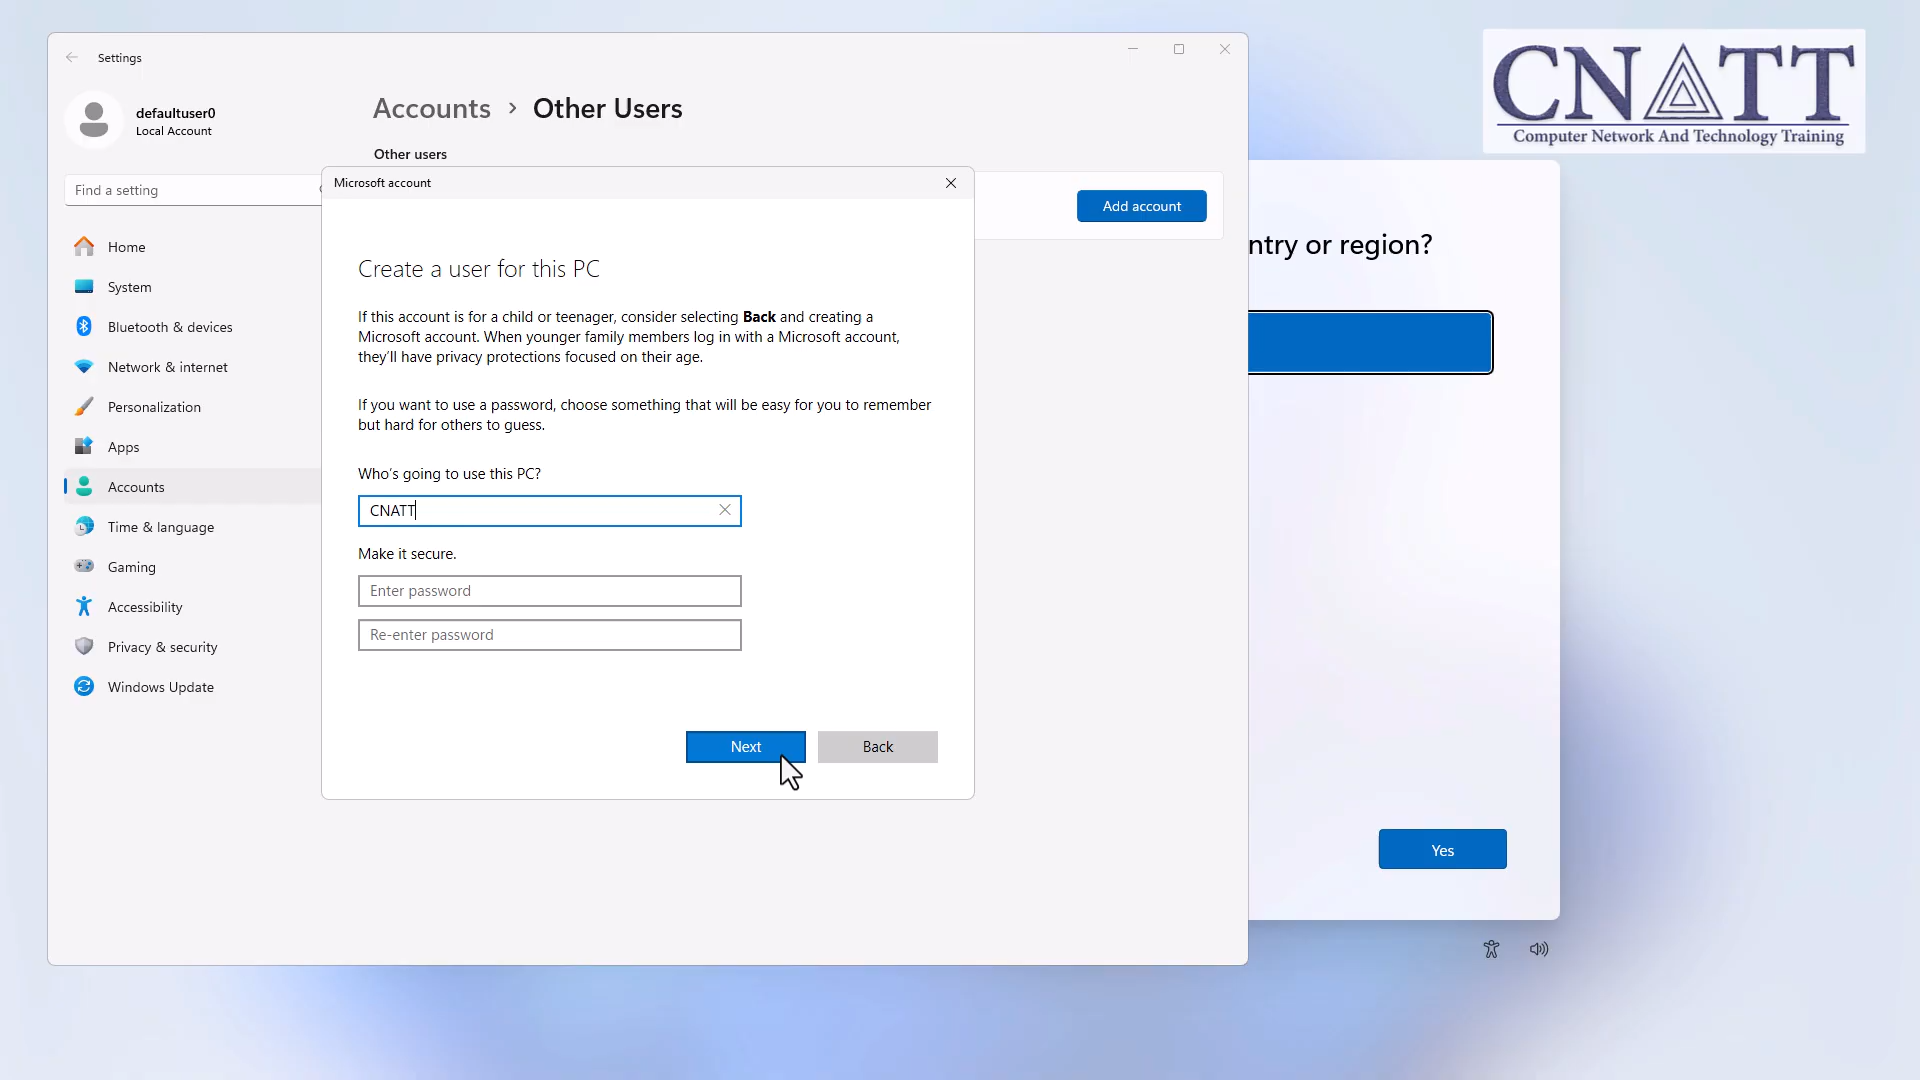 Settings
defaultuser0
Local Account
Find a setting
Home
System
Bluetooth & devices
Network & internet
Personalization
Apps
Accounts
Time & language
Gaming
Accessibility
Privacy & security
Windows Update
Accounts > Other Users
Other users
Add account
Microsoft account
Create a user for this PC
If this account is for a child or teenager, consider selecting Back and creating a
Microsoft account. When younger family members log in with a Microsoft account,
they'll have privacy protections focused on their age.
If you want to use a password, choose something that will be easy for you to remember
but hard for others to guess.
Who's going to use this PC?
CNATT
Make it secure.
Enter password
Re-enter password
Next
Back
ntry or region?
Yes
CNATT
Computer Network And Technology Training